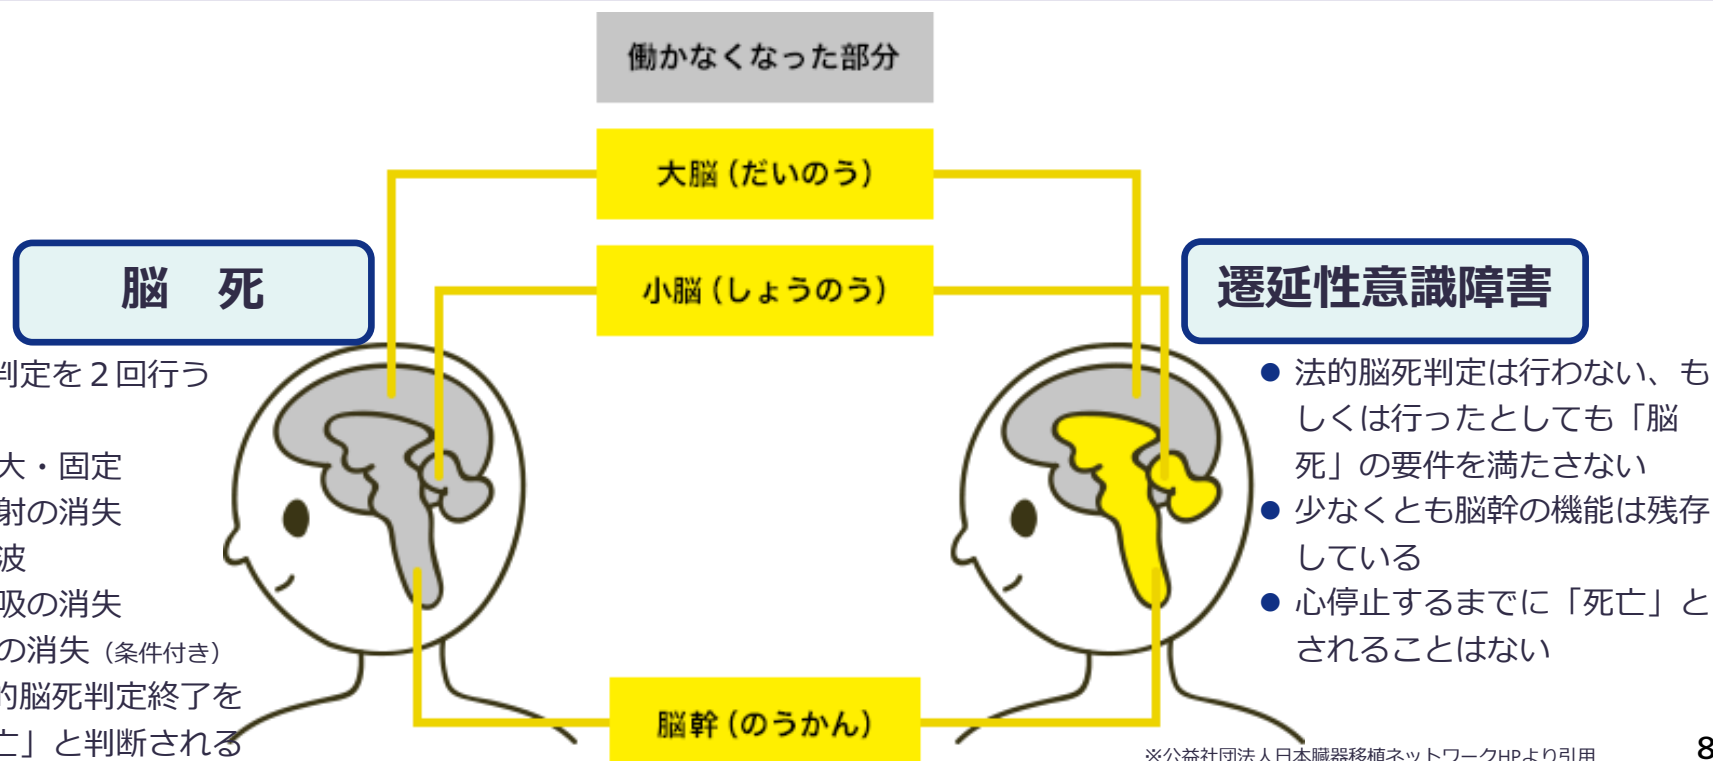 働かなくなった部分
大脳（だいのう）
小脳（しょうのう）
脳　死
遷延性意識障害
判定を２回行う
大・固定
射の消失
波
吸の消失
の消失（条件付き）
的脳死判定終了を
亡」と判断される
● 法的脳死判定は行わない、も
しくは行ったとしても「脳
死」の要件を満たさない
● 少なくとも脳幹の機能は残存
している
● 心停止するまでに「死亡」と
されることはない
脳幹（のうかん）
※公益社団法人日本臓器移植ネットワークHPより引用
8